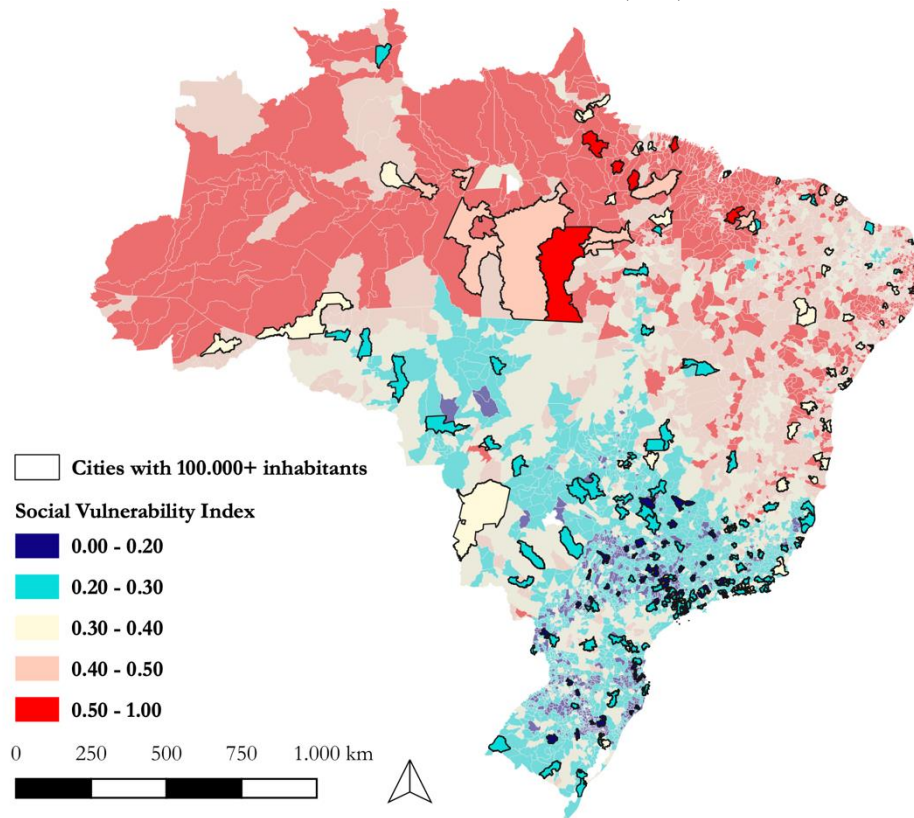 Cities with 100.000+ inhabitants
Social Vulnerability Index
0.00 - 0.20
0.20 - 0.30
0.30 - 0.40
0.40 - 0.50
0.50 - 1.00
0 250 500 750 1.000 km